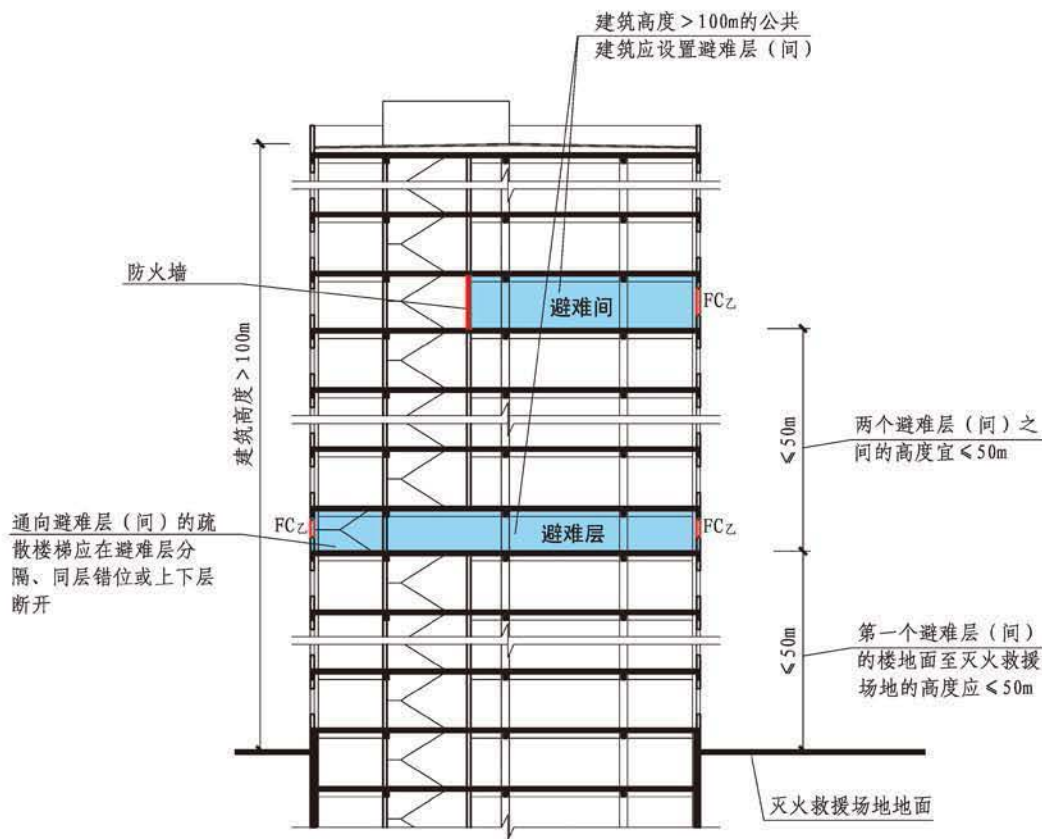 建筑高度＞100m的公共
建筑应设置避难层（间）
防火墙
避难间
FC乙
建筑高度＞100m
≤50m
两个避难层（间）之
间的高度宜≤50m
通向避难层（间）的疏
散楼梯应在避难层分
隔、同层错位或上下层
断开
FC乙
避难层
FC乙
≤50m
第一个避难层（间）
的楼地面至灭火救援
场地的高度应≤50m
灭火救援场地地面